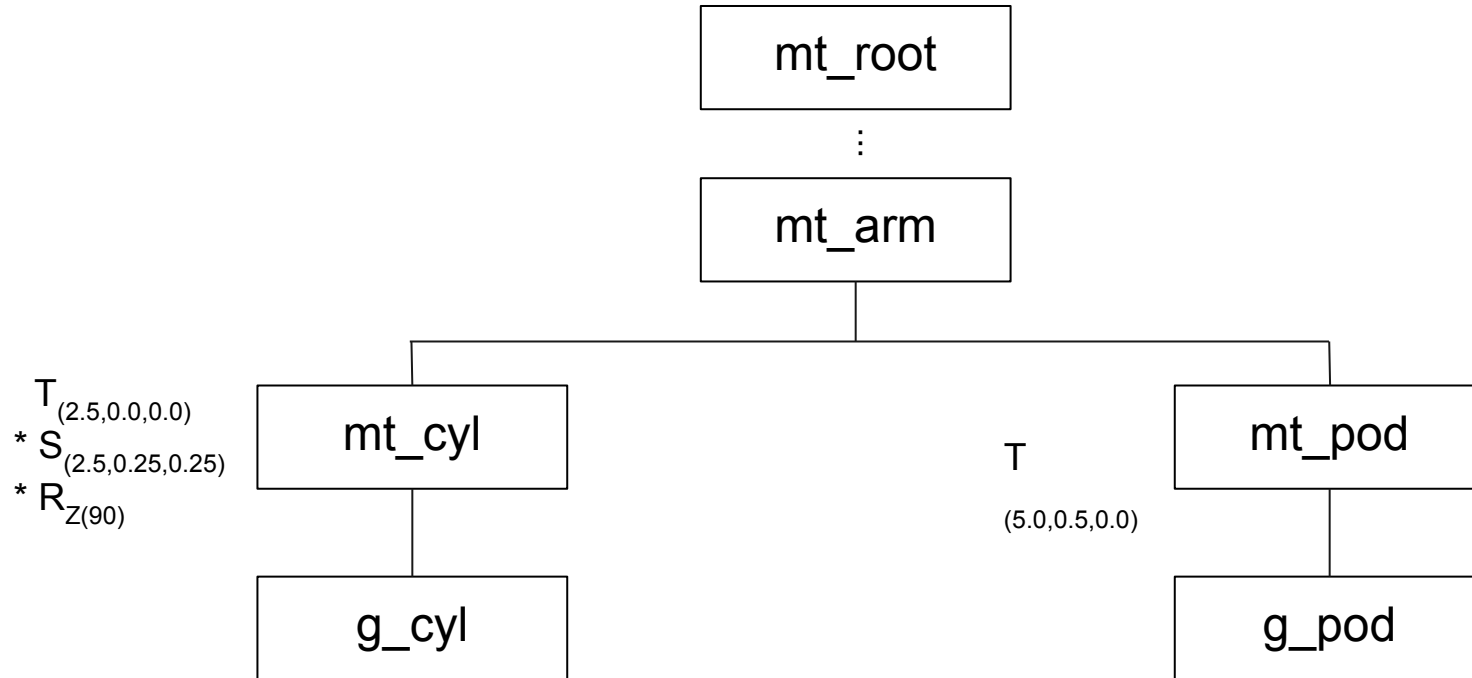 mt_root
⋮
mt_arm
T(2.5,0.0,0.0)
* S(2.5,0.25,0.25)
* RZ(90)
mt_cyl
T
(5.0,0.5,0.0)
mt_pod
g_cyl
g_pod